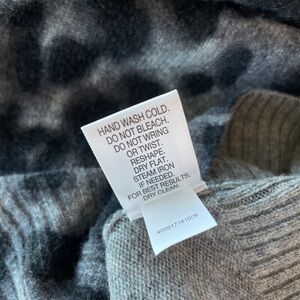 HAND WASH COLD.
DO NOT BLEACH.
DO NOT WRING
OR TWIST.
RESHAPE.
DRY FLAT.
STEAM IRON
IF NEEDED.
FOR BEST RESULTS,
DRY CLEAN.
400917181609